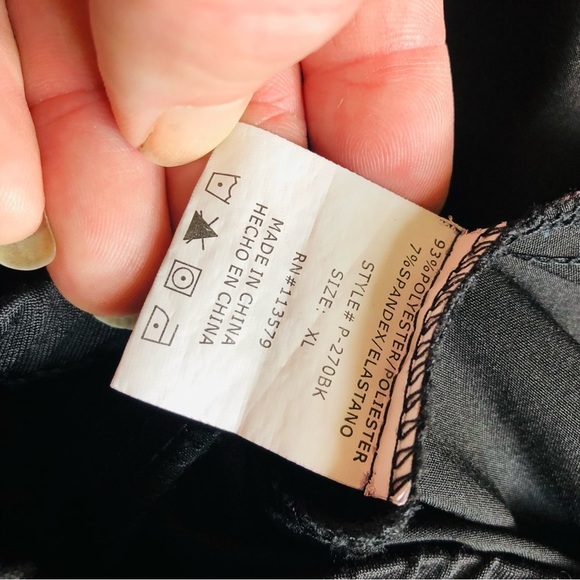 93%POLYESTER/POLIESTER
7%SPANDEX/ELASTANO
STYLE# P-270BK
SIZE: XL
RN#113579
MADE IN CHINA
HECHO EN CHINA